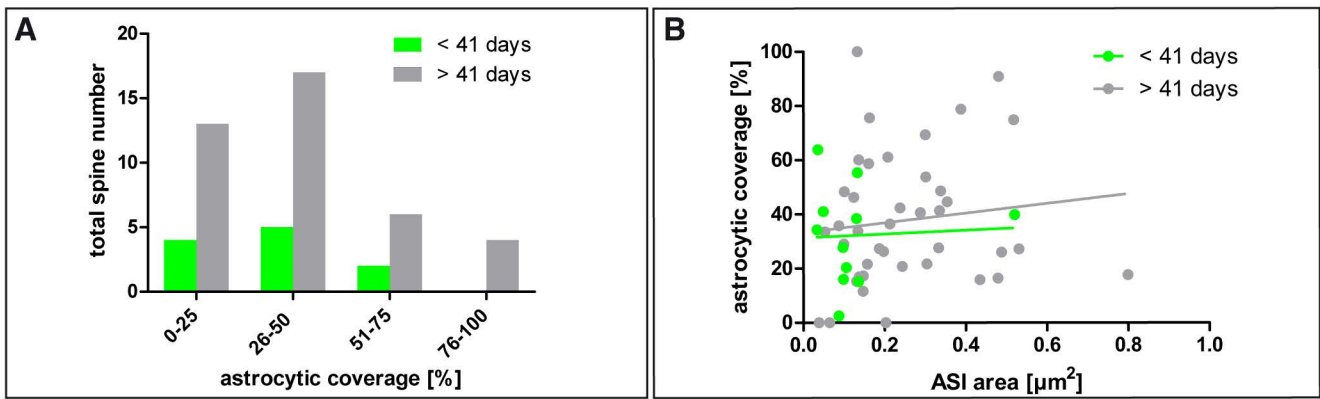 A
20
15
10
5
0
total spine number
< 41 days
> 41 days
0-25
26-50
51-75
76-100
astrocytic coverage [%]
B
100
80
60
40
20
0
astrocytic coverage [%]
< 41 days
> 41 days
0.0 0.2 0.4 0.6 0.8 1.0
ASI area [µm²]